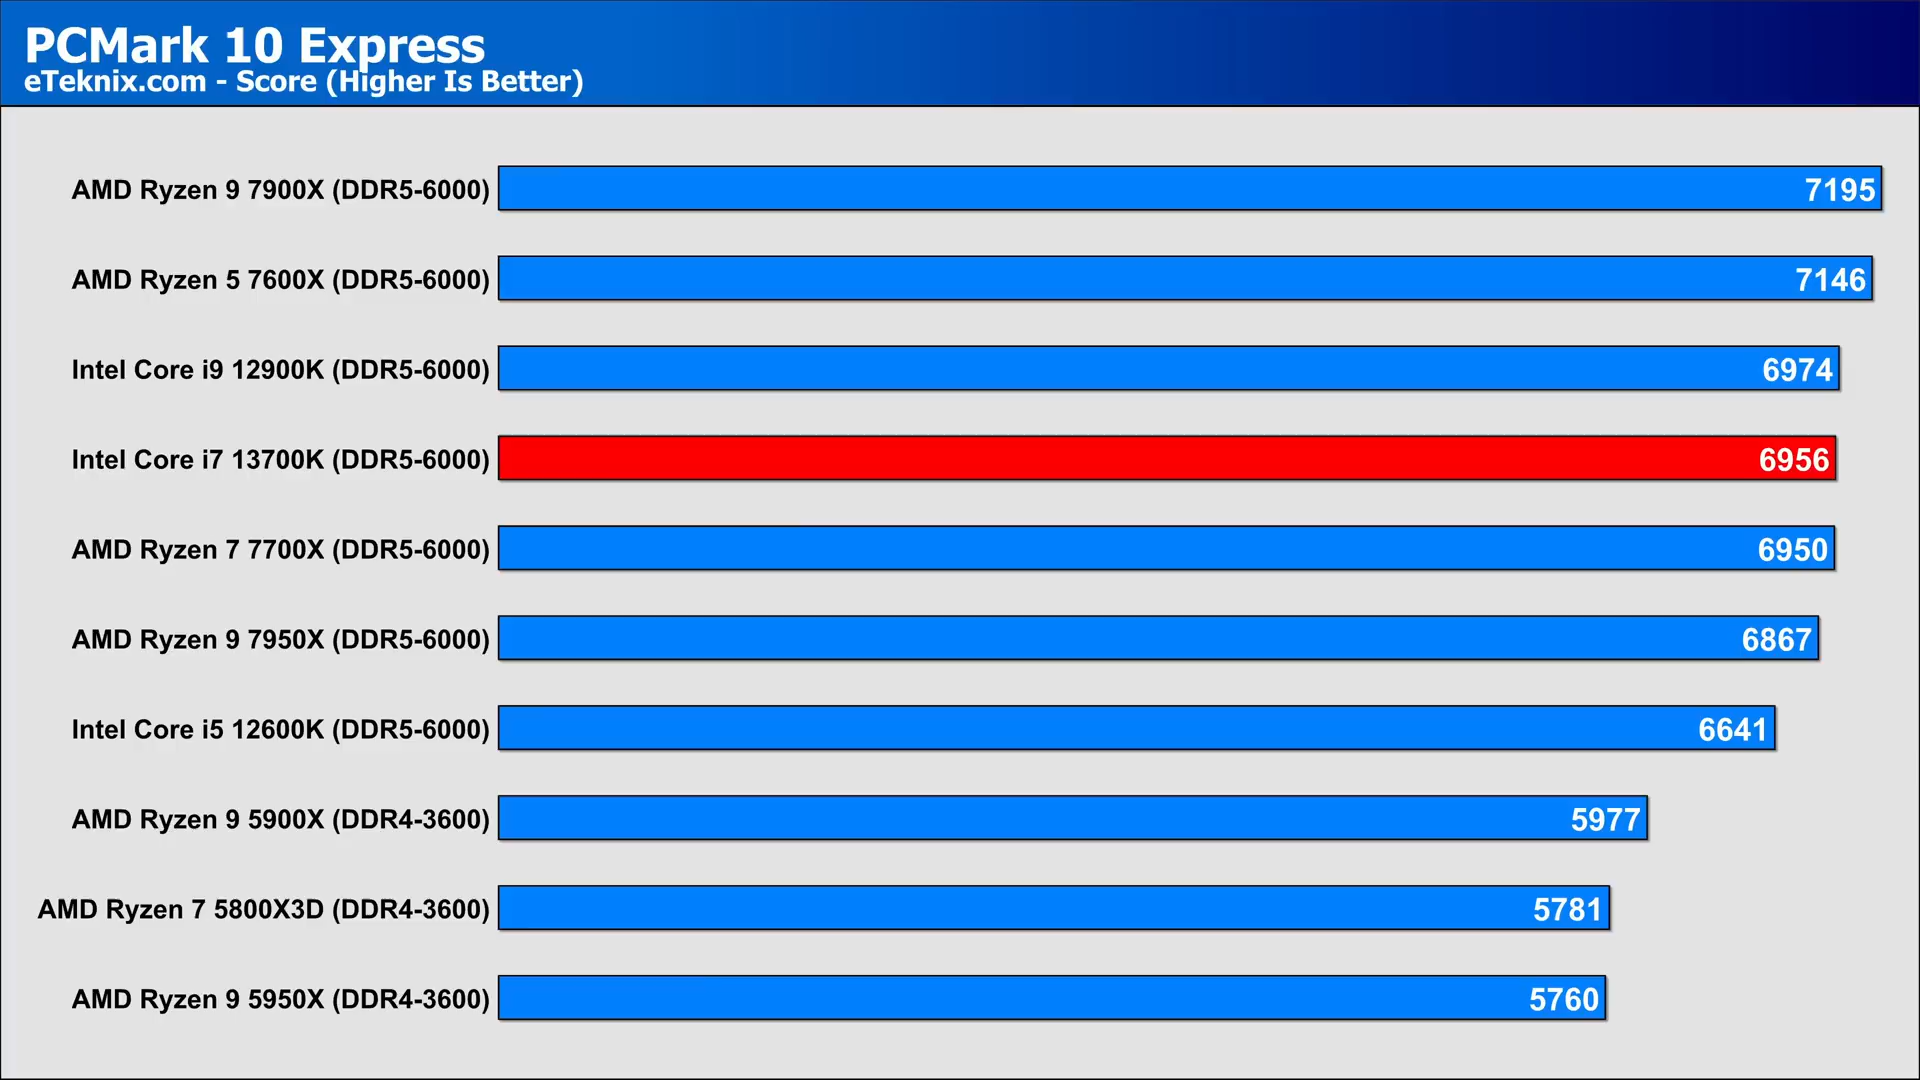 PCMark 10 Express
eTeknix.com - Score (Higher Is Better)
AMD Ryzen 9 7900X (DDR5-6000) 7195
AMD Ryzen 5 7600X (DDR5-6000) 7146
Intel Core i9 12900K (DDR5-6000) 6974
Intel Core i7 13700K (DDR5-6000) 6956
AMD Ryzen 7 7700X (DDR5-6000) 6950
AMD Ryzen 9 7950X (DDR5-6000) 6867
Intel Core i5 12600K (DDR5-6000) 6641
AMD Ryzen 9 5900X (DDR4-3600) 5977
AMD Ryzen 7 5800X3D (DDR4-3600) 5781
AMD Ryzen 9 5950X (DDR4-3600) 5760